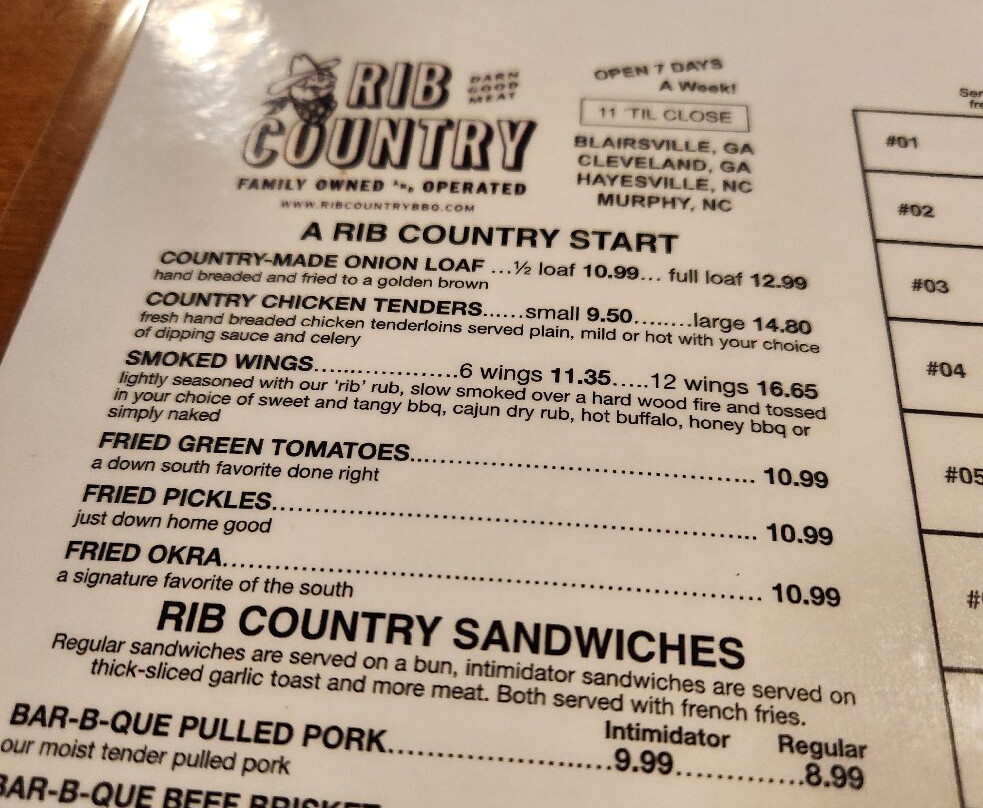 RIB
COUNTRY
DARN
GOOD
MEAT
FAMILY OWNED AND OPERATED
WWW.RIBCOUNTRYBBQ.COM
OPEN 7 DAYS
A Week!
11 'TIL CLOSE
BLAIRSVILLE, GA
CLEVELAND, GA
HAYESVILLE, NC
MURPHY, NC
A RIB COUNTRY START
COUNTRY-MADE ONION LOAF ...½ loaf 10.99... full loaf 12.99
hand breaded and fried to a golden brown
COUNTRY CHICKEN TENDERS......small 9.50........large 14.80
fresh hand breaded chicken tenderloins served plain, mild or hot with your choice
of dipping sauce and celery
SMOKED WINGS.....................6 wings 11.35.....12 wings 16.65
lightly seasoned with our 'rib' rub, slow smoked over a hard wood fire and tossed
in your choice of sweet and tangy bbq, cajun dry rub, hot buffalo, honey bbq or
simply naked
FRIED GREEN TOMATOES.................................................... 10.99
a down south favorite done right
FRIED PICKLES......................................................................... 10.99
just down home good
FRIED OKRA................................................................................ 10.99
a signature favorite of the south
RIB COUNTRY SANDWICHES
Regular sandwiches are served on a bun, intimidator sandwiches are served on
thick-sliced garlic toast and more meat. Both served with french fries.
Intimidator Regular
BAR-B-QUE PULLED PORK..............................9.99.................8.99
our moist tender pulled pork
BAR-B-QUE BEEF BRISKET
#01
#02
#03
#04
#05